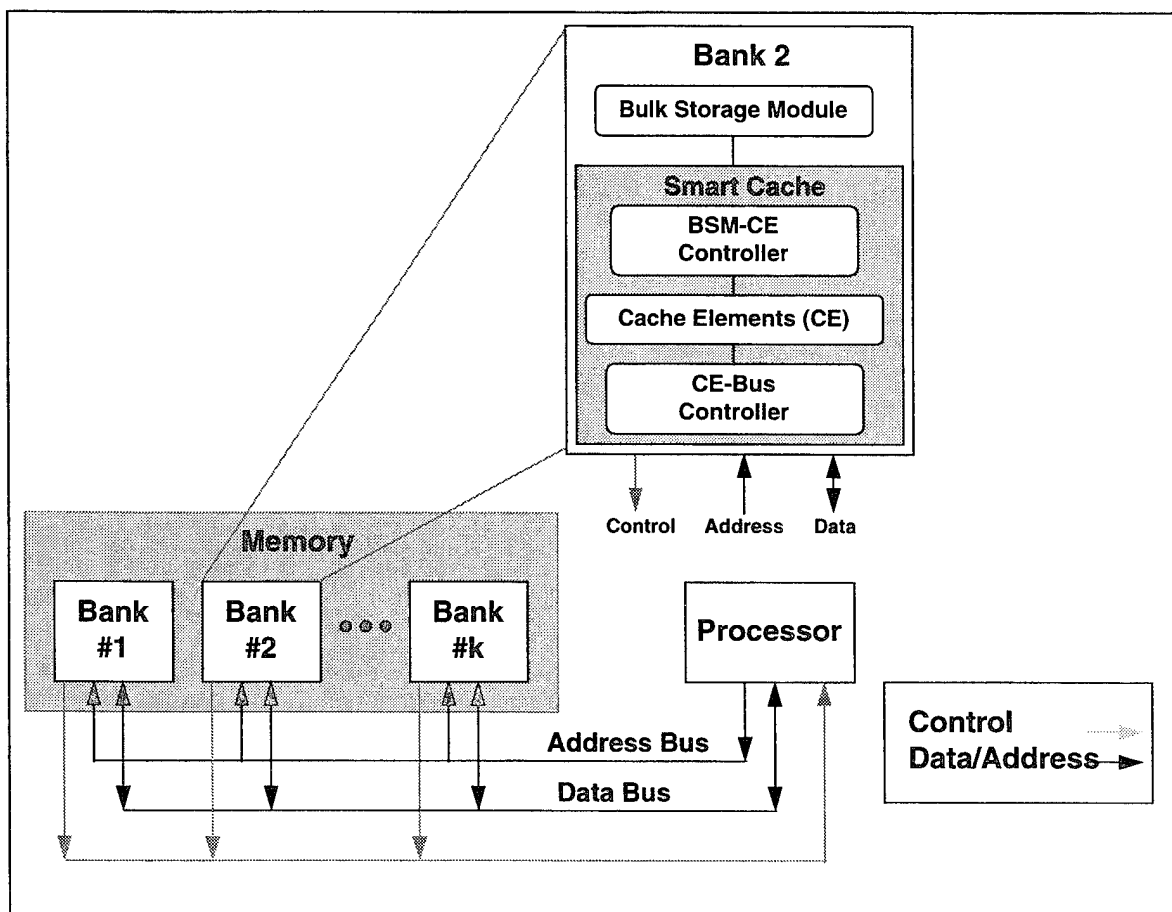 Bank 2
Bulk Storage Module
Smart Cache
BSM-CE
Controller
Cache Elements (CE)
CE-Bus
Controller
Control
Address
Data
Memory
Bank
#1
Bank
#2
Bank
#k
Processor
Address Bus
Data Bus
Control
Data/Address